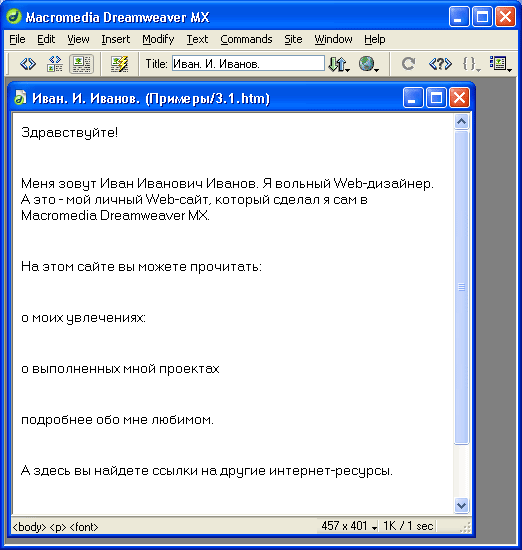 Macromedia Dreamweaver MX
File Edit View Insert Modify Text Commands Site Window Help
Title: Иван. И. Иванов.
Иван. И. Иванов. (Примеры/3.1.htm)
Здравствуйте!
Меня зовут Иван Иванович Иванов. Я вольный Web-дизайнер.
А это - мой личный Web-сайт, который сделал я сам в
Macromedia Dreamweaver MX.
На этом сайте вы можете прочитать:
о моих увлечениях:
о выполненных мной проектах
подробнее обо мне любимом.
А здесь вы найдете ссылки на другие интернет-ресурсы.
<body> <p> <font> 457 x 401 1K / 1 sec